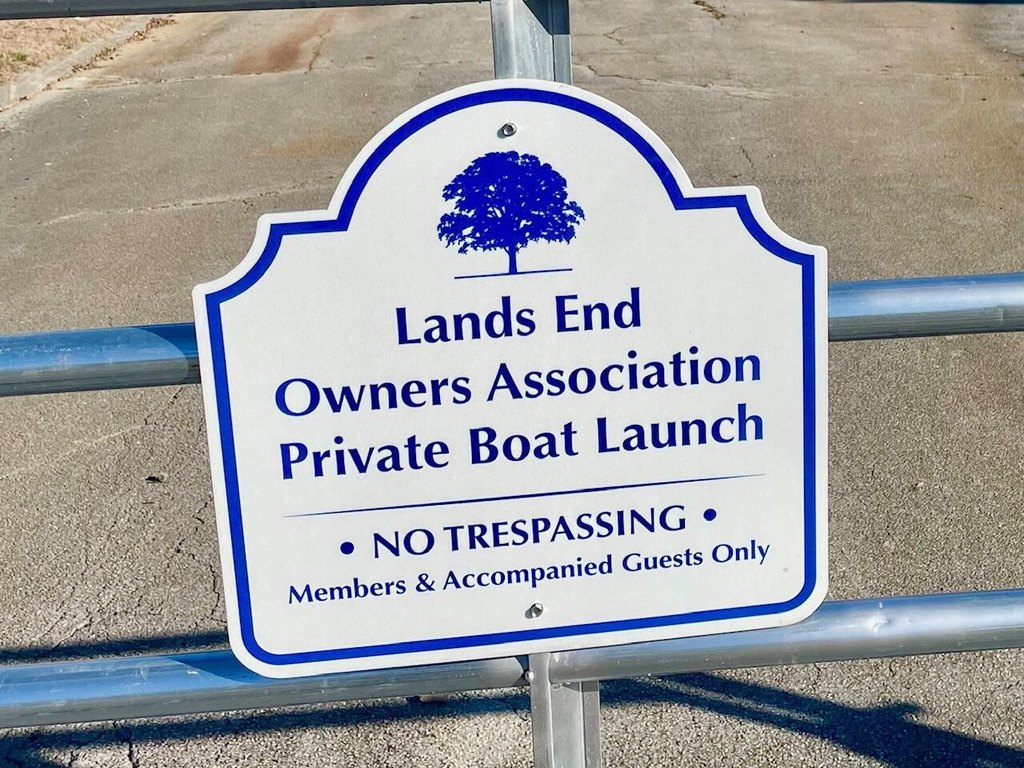 Lands End
Owners Association
Private Boat Launch
• NO TRESPASSING •
Members & Accompanied Guests Only